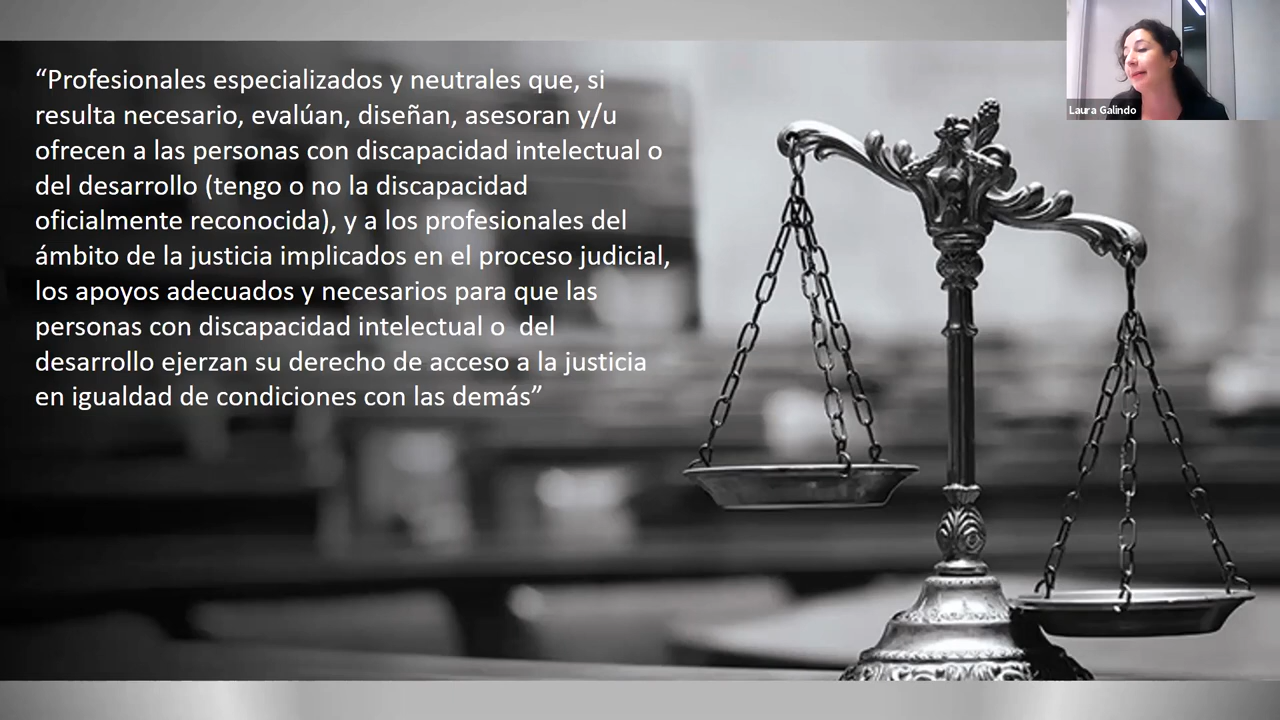 “Profesionales especializados y neutrales que, si
resulta necesario, evalúan, diseñan, asesoran y/u
ofrecen a las personas con discapacidad intelectual o
del desarrollo (tengo o no la discapacidad
oficialmente reconocida), y a los profesionales del
ámbito de la justicia implicados en el proceso judicial,
los apoyos adecuados y necesarios para que las
personas con discapacidad intelectual o  del
desarrollo ejerzan su derecho de acceso a la justicia
en igualdad de condiciones con las demás”
Laura Galindo